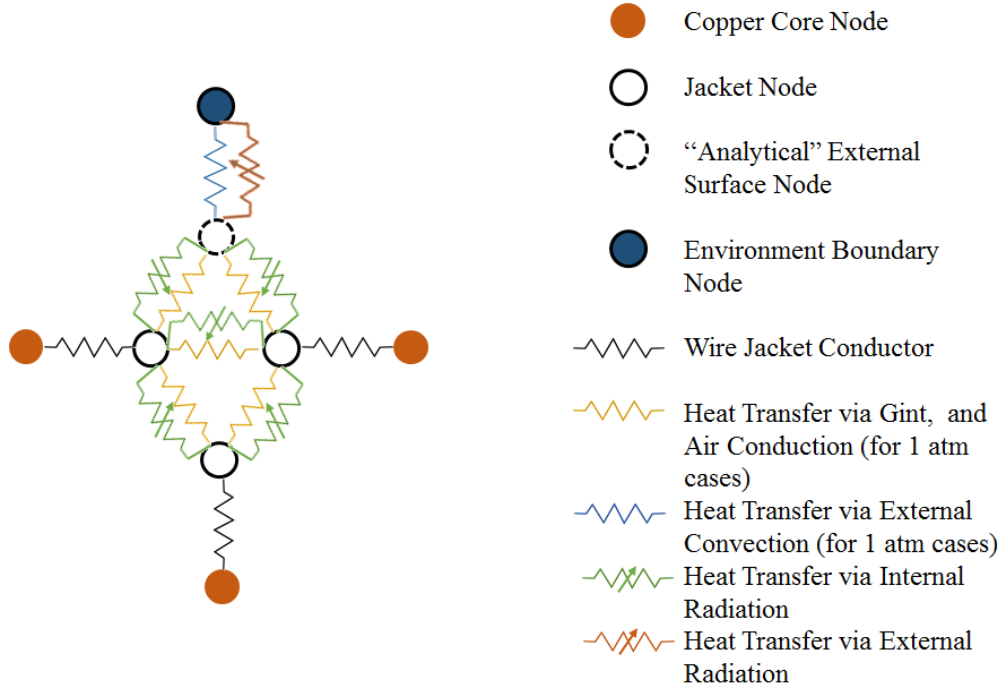 Copper Core Node
Jacket Node
“Analytical” External
Surface Node
Environment Boundary
Node
Wire Jacket Conductor
Heat Transfer via Gint, and
Air Conduction (for 1 atm
cases)
Heat Transfer via External
Convection (for 1 atm cases)
Heat Transfer via Internal
Radiation
Heat Transfer via External
Radiation